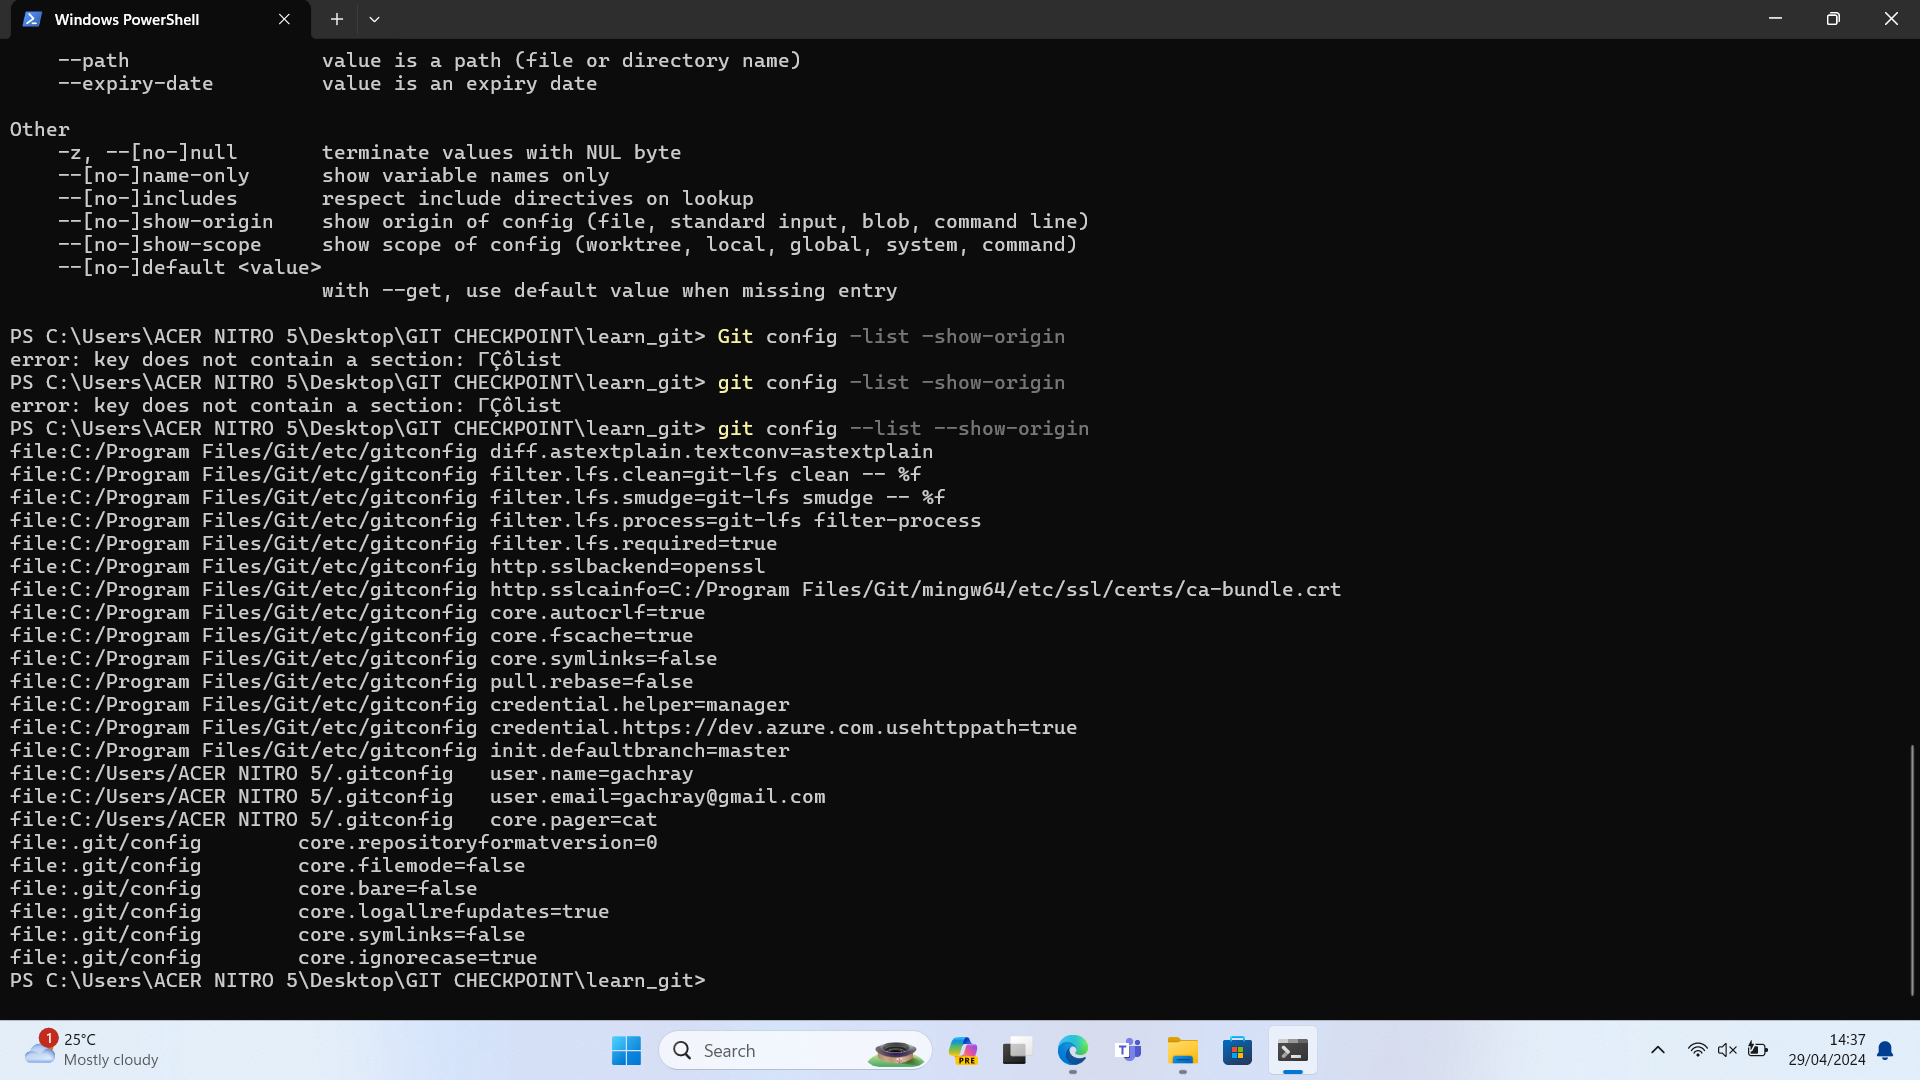 Windows PowerShell
--path value is a path (file or directory name)
--expiry-date value is an expiry date
Other
-z, --[no-]null terminate values with NUL byte
--[no-]name-only show variable names only
--[no-]includes respect include directives on lookup
--[no-]show-origin show origin of config (file, standard input, blob, command line)
--[no-]show-scope show scope of config (worktree, local, global, system, command)
--[no-]default <value>
with --get, use default value when missing entry
PS C:\Users\ACER NITRO 5\Desktop\GIT CHECKPOINT\learn_git> Git config –list –show-origin
error: key does not contain a section: ΓÇôlist
PS C:\Users\ACER NITRO 5\Desktop\GIT CHECKPOINT\learn_git> git config –list –show-origin
error: key does not contain a section: ΓÇôlist
PS C:\Users\ACER NITRO 5\Desktop\GIT CHECKPOINT\learn_git> git config --list --show-origin
file:C:/Program Files/Git/etc/gitconfig diff.astextplain.textconv=astextplain
file:C:/Program Files/Git/etc/gitconfig filter.lfs.clean=git-lfs clean -- %f
file:C:/Program Files/Git/etc/gitconfig filter.lfs.smudge=git-lfs smudge -- %f
file:C:/Program Files/Git/etc/gitconfig filter.lfs.process=git-lfs filter-process
file:C:/Program Files/Git/etc/gitconfig filter.lfs.required=true
file:C:/Program Files/Git/etc/gitconfig http.sslbackend=openssl
file:C:/Program Files/Git/etc/gitconfig http.sslcainfo=C:/Program Files/Git/mingw64/etc/ssl/certs/ca-bundle.crt
file:C:/Program Files/Git/etc/gitconfig core.autocrlf=true
file:C:/Program Files/Git/etc/gitconfig core.fscache=true
file:C:/Program Files/Git/etc/gitconfig core.symlinks=false
file:C:/Program Files/Git/etc/gitconfig pull.rebase=false
file:C:/Program Files/Git/etc/gitconfig credential.helper=manager
file:C:/Program Files/Git/etc/gitconfig credential.https://dev.azure.com.usehttppath=true
file:C:/Program Files/Git/etc/gitconfig init.defaultbranch=master
file:C:/Users/ACER NITRO 5/.gitconfig user.name=gachray
file:C:/Users/ACER NITRO 5/.gitconfig user.email=gachray@gmail.com
file:C:/Users/ACER NITRO 5/.gitconfig core.pager=cat
file:.git/config core.repositoryformatversion=0
file:.git/config core.filemode=false
file:.git/config core.bare=false
file:.git/config core.logallrefupdates=true
file:.git/config core.symlinks=false
file:.git/config core.ignorecase=true
PS C:\Users\ACER NITRO 5\Desktop\GIT CHECKPOINT\learn_git>
1
25°C
Mostly cloudy
Search
PRE
14:37
29/04/2024